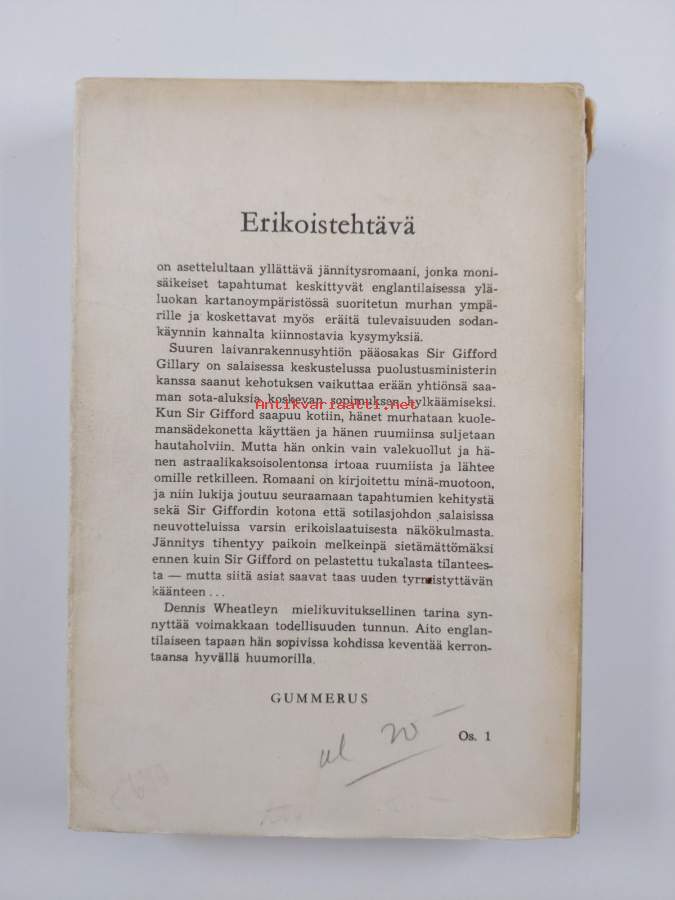 Erikoistehtävä
on asettelultaan yllättävä jännitysromaani, jonka moni-
säikeiset tapahtumat keskittyvät englantilaisessa ylä-
luokan kartanoympäristössä suoritetun murhan ympä-
rille ja koskettavat myös eräitä tulevaisuuden sodan-
käynnin kannalta kiinnostavia kysymyksiä.
Suuren laivanrakennusyhtiön pääosakas Sir Gifford
Gillary on salaisessa keskustelussa puolustusministerin
kanssa saanut kehotuksen vaikuttaa erään yhtiönsä saa-
man sota-aluksia koskevan sopimuksen hylkäämiseksi.
Antikvariaatti.net
Kun Sir Gifford saapuu kotiin, hänet murhataan kuole-
mansädekonetta käyttäen ja hänen ruumiinsa suljetaan
hautaholviin. Mutta hän onkin vain valekuollut ja hä-
nen astraalikaksoisolentonsa irtoaa ruumiista ja lähtee
omille retkilleen. Romaani on kirjoitettu minä-muotoon,
ja niin lukija joutuu seuraamaan tapahtumien kehitystä
sekä Sir Giffordin kotona että sotilasjohdon salaisissa
neuvotteluissa varsin erikoislaatuisesta näkökulmasta.
Jännitys tihentyy paikoin melkeinpä sietämättömäksi
ennen kuin Sir Gifford on pelastettu tukalasta tilantees-
ta — mutta siitä asiat saavat taas uuden tyrmistyttävän
käänteen . . .
Dennis Wheatleyn mielikuvituksellinen tarina syn-
nyttää voimakkaan todellisuuden tunnun. Aito englan-
tilaiseen tapaan hän sopivissa kohdissa keventää kerron-
taansa hyvällä huumorilla.
GUMMERUS
Os. 1